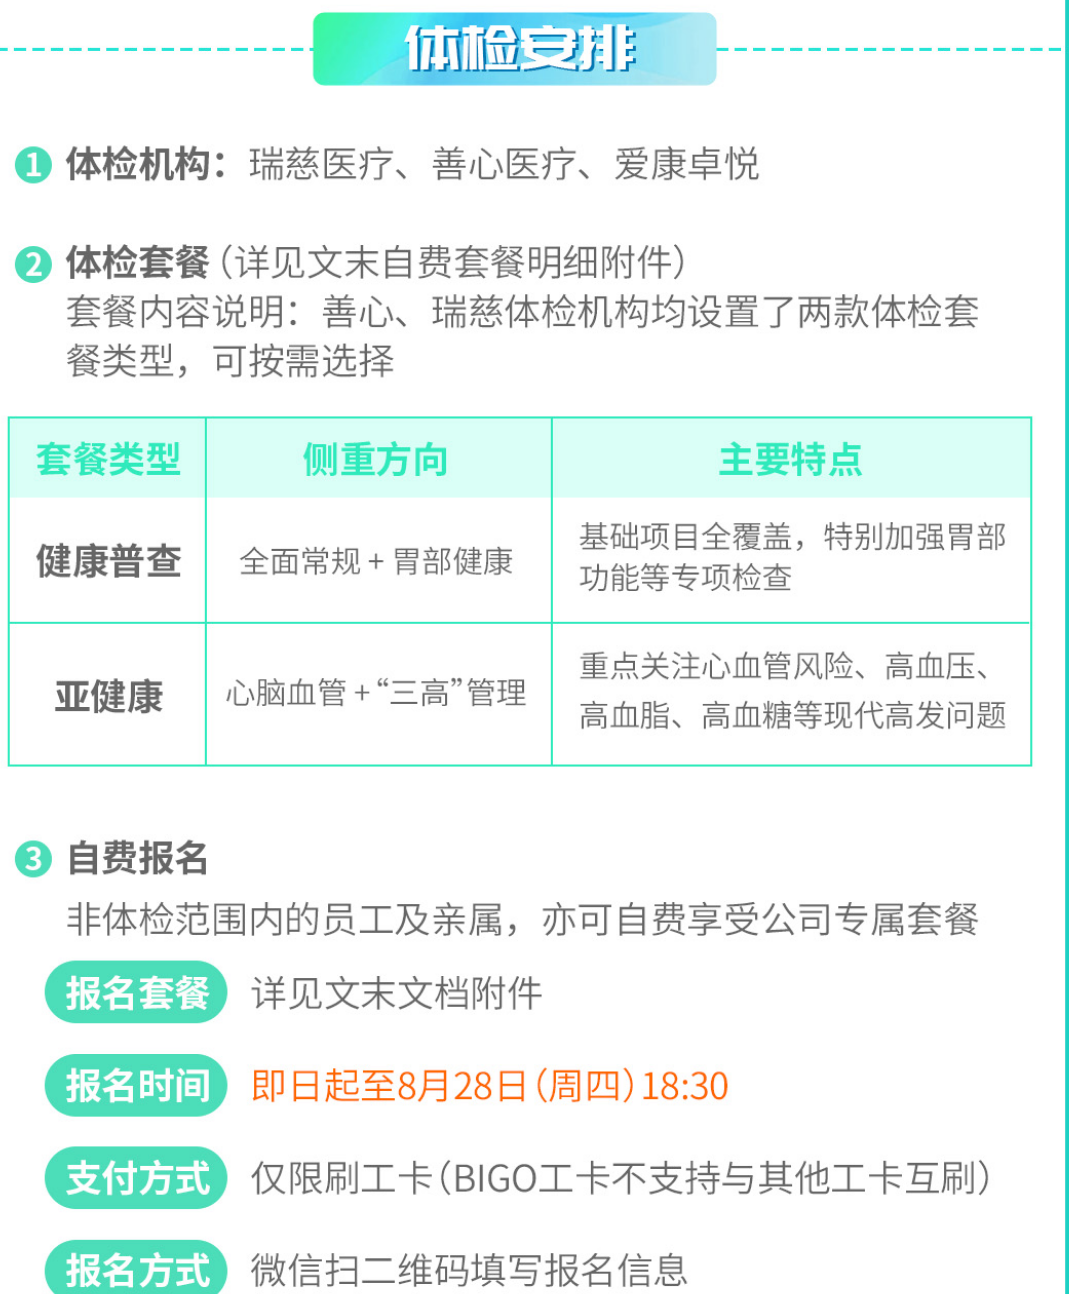 体检安排
1 体检机构：瑞慈医疗、善心医疗、爱康卓悦
2 体检套餐（详见文末自费套餐明细附件）
套餐内容说明：善心、瑞慈体检机构均设置了两款体检套
餐类型，可按需选择
套餐类型 侧重方向 主要特点
健康普查 全面常规 + 胃部健康 基础项目全覆盖，特别加强胃部
功能等专项检查
亚健康 心脑血管 + “三高”管理 重点关注心血管风险、高血压、
高血脂、高血糖等现代高发问题
3 自费报名
非体检范围内的员工及亲属，亦可自费享受公司专属套餐
报名套餐 详见文末文档附件
报名时间 即日起至8月28日（周四）18:30
支付方式 仅限刷工卡（BIGO工卡不支持与其他工卡互刷）
报名方式 微信扫二维码填写报名信息